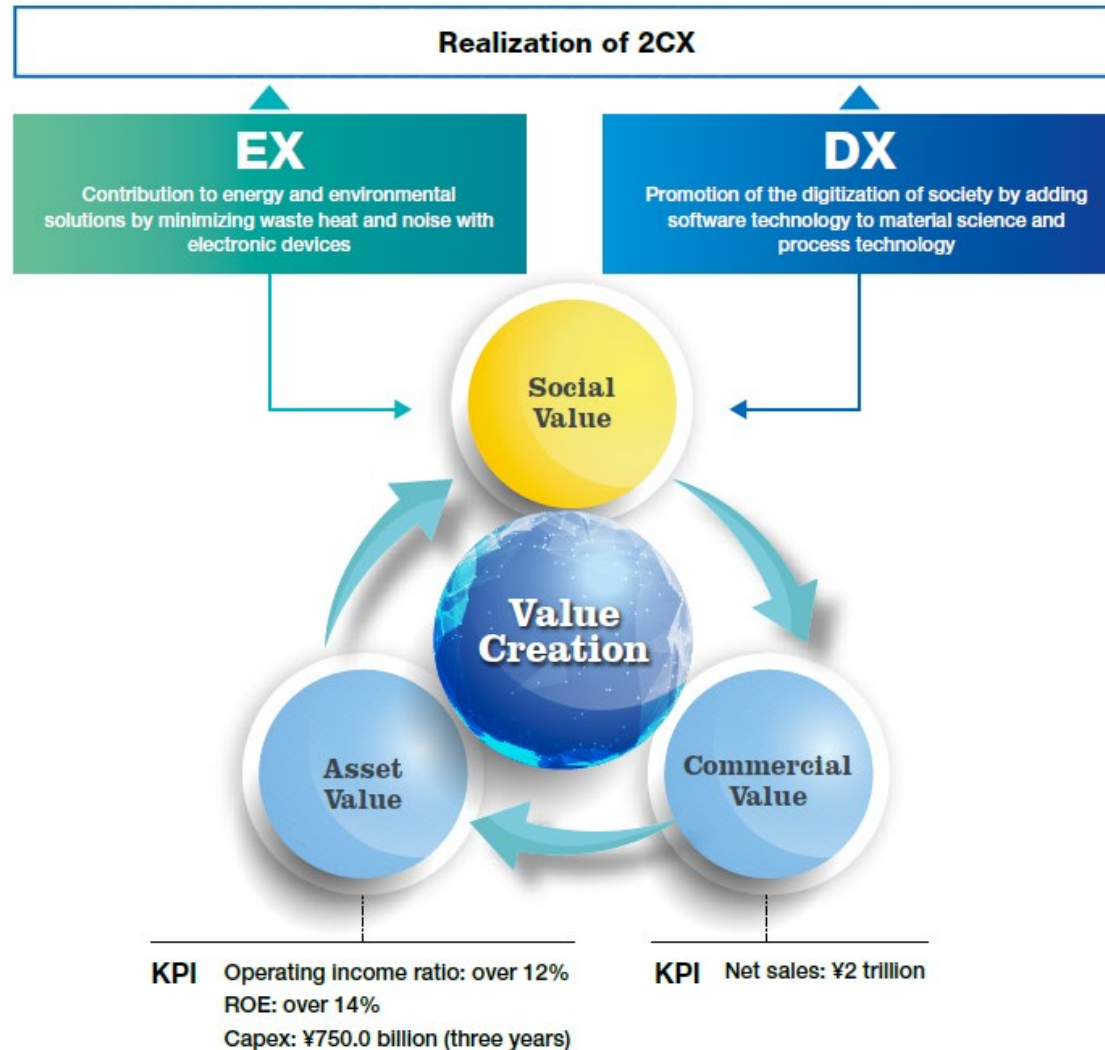 Realization of 2CX
EX
Contribution to energy and environmental
solutions by minimizing waste heat and noise with
electronic devices
DX
Promotion of the digitization of society by adding
software technology to material science and
process technology
Social
Value
Value
Creation
Asset
Value
Commercial
Value
KPI Operating income ratio: over 12%
ROE: over 14%
Capex: ¥750.0 billion (three years)
KPI Net sales: ¥2 trillion